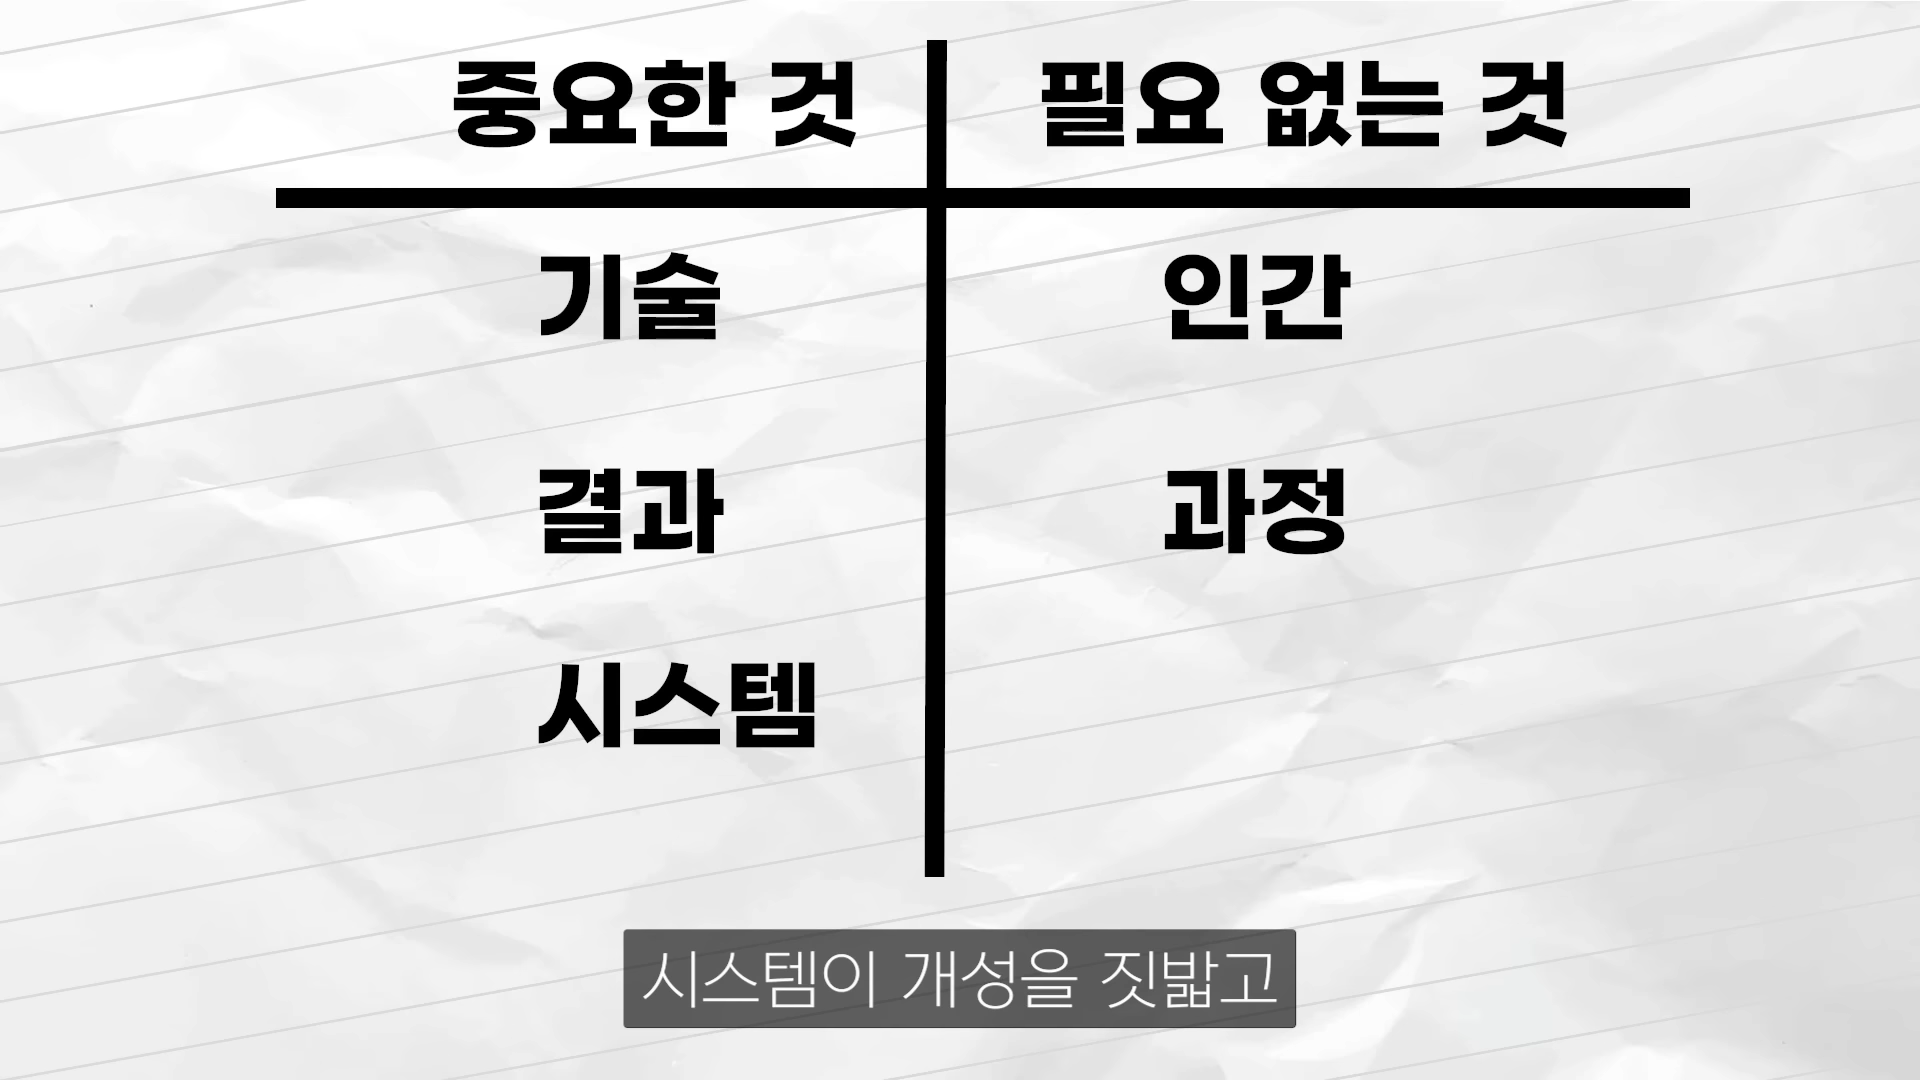 중요한 것 필요 없는 것
기술 인간
결과 과정
시스템
시스템이 개성을 짓밟고